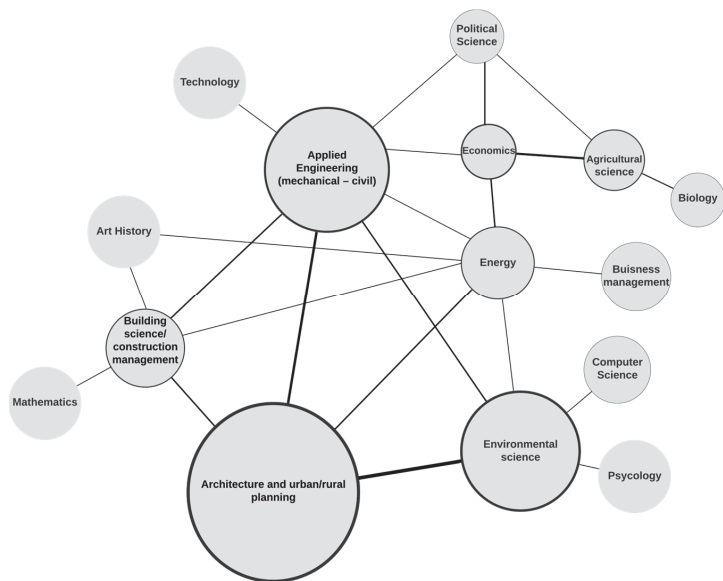 Political
Science
Technology
Economics
Applied
Engineering
(mechanical – civil)
Agricultural
science
Biology
Art History
Energy
Buisness
management
Building
science/
construction
management
Computer
Science
Mathematics
Environmental
science
Architecture and urban/rural
planning
Psycology